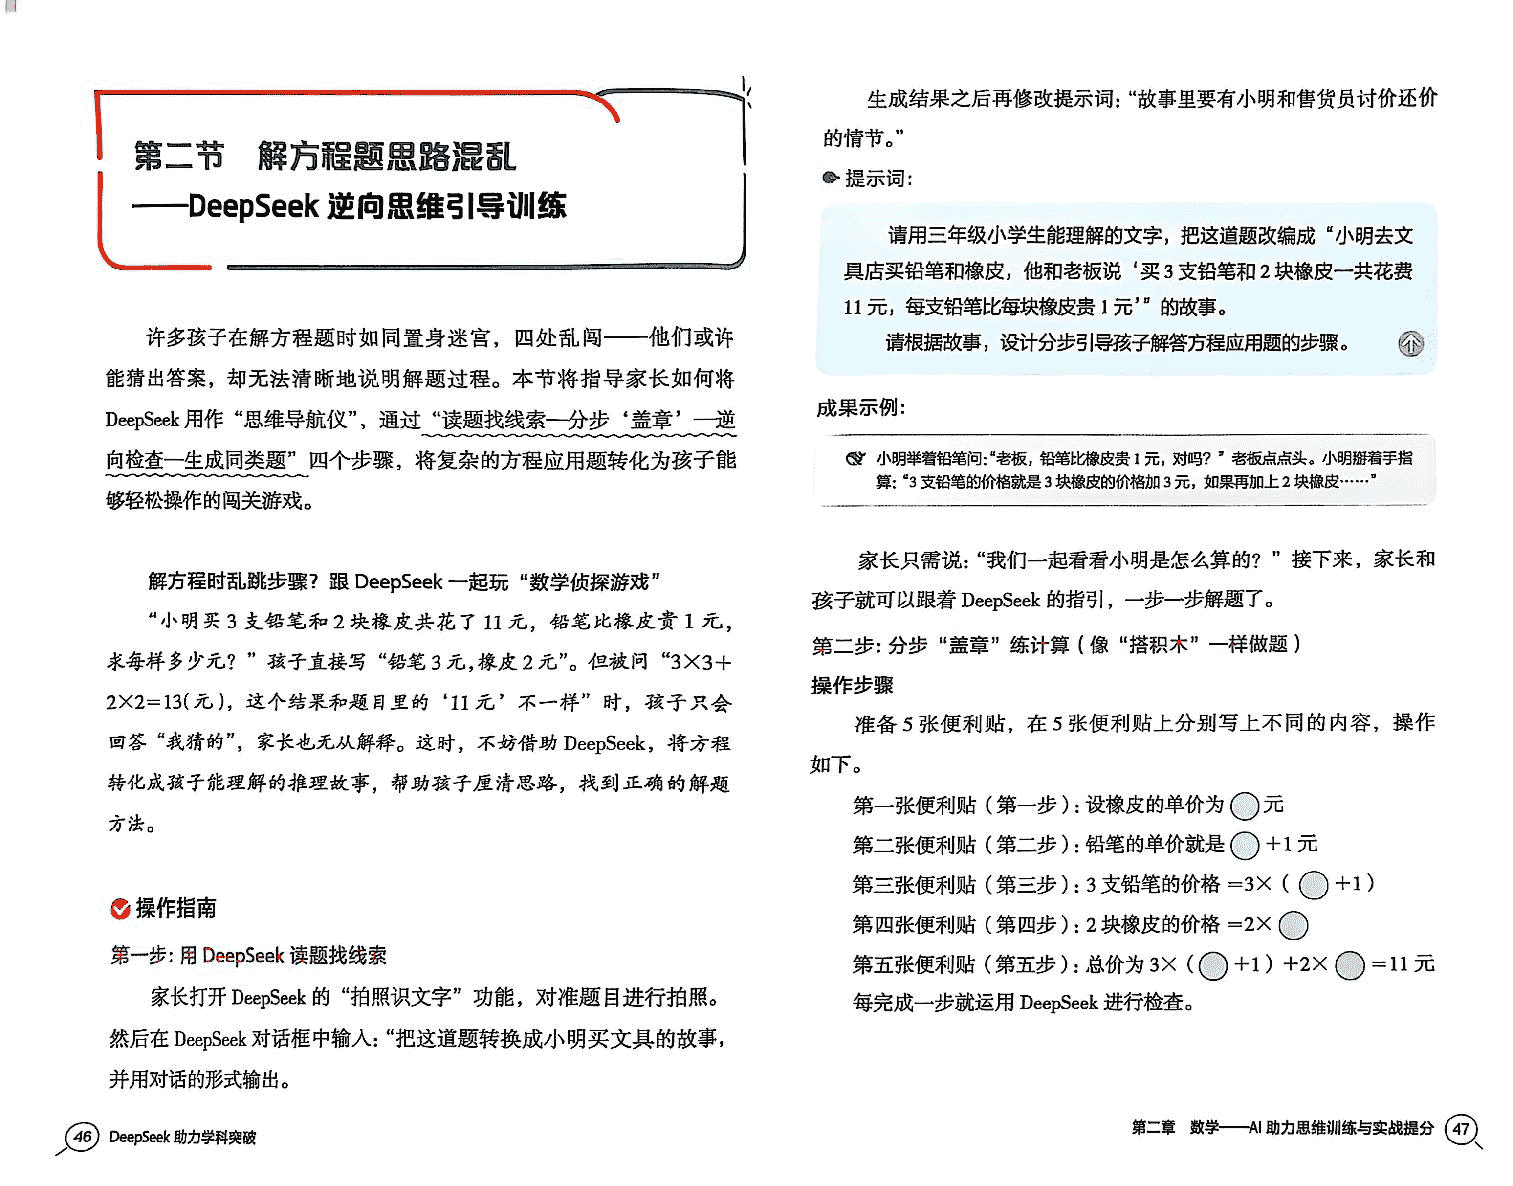 第二节 解方程题思路混乱
——DeepSeek 逆向思维引导训练
许多孩子在解方程题时如同置身迷宫，四处乱闯——他们或许
能猜出答案，却无法清晰地说明解题过程。本节将指导家长如何将
DeepSeek 用作“思维导航仪”，通过“读题找线索—分步‘盖章’—逆
向检查—生成同类题”四个步骤，将复杂的方程应用题转化为孩子能
够轻松操作的闯关游戏。
解方程时乱跳步骤？跟 DeepSeek 一起玩“数学侦探游戏”
“小明买 3 支铅笔和 2 块橡皮共花了 11 元，铅笔比橡皮贵 1 元，
求每样多少元？”孩子直接写“铅笔 3 元，橡皮 2 元”。但被问“3×3＋
2×2=13(元)，这个结果和题目里的‘11 元’不一样”时，孩子只会
回答“我猜的”，家长也无从解释。这时，不妨借助 DeepSeek，将方程
转化成孩子能理解的推理故事，帮助孩子厘清思路，找到正确的解题
方法。
操作指南
第一步：用 DeepSeek 读题找线索
家长打开 DeepSeek 的“拍照识文字”功能，对准题目进行拍照。
然后在 DeepSeek 对话框中输入：“把这道题转换成小明买文具的故事，
并用对话的形式输出。
46 DeepSeek 助力学科突破
生成结果之后再修改提示词：“故事里要有小明和售货员讨价还价
的情节。”
提示词：
请用三年级小学生能理解的文字，把这道题改编成“小明去文
具店买铅笔和橡皮，他和老板说‘买 3 支铅笔和 2 块橡皮一共花费
11 元，每支铅笔比每块橡皮贵 1 元’”的故事。
请根据故事，设计分步引导孩子解答方程应用题的步骤。
成果示例：
小明举着铅笔问：“老板，铅笔比橡皮贵 1 元，对吗？”老板点点头。小明掰着手指
算：“3 支铅笔的价格就是 3 块橡皮的价格加 3 元，如果再加上 2 块橡皮……”
家长只需说：“我们一起看看小明是怎么算的？”接下来，家长和
孩子就可以跟着 DeepSeek 的指引，一步一步解题了。
第二步：分步“盖章”练计算（像“搭积木”一样做题）
操作步骤
准备 5 张便利贴，在 5 张便利贴上分别写上不同的内容，操作
如下。
第一张便利贴（第一步）：设橡皮的单价为○元
第二张便利贴（第二步）：铅笔的单价就是○+1 元
第三张便利贴（第三步）：3 支铅笔的价格 =3×（○+1）
第四张便利贴（第四步）：2 块橡皮的价格 =2×○
第五张便利贴（第五步）：总价为 3×（○+1）+2×○=11 元
每完成一步就运用 DeepSeek 进行检查。
第二章 数学——AI 助力思维训练与实战提分 47